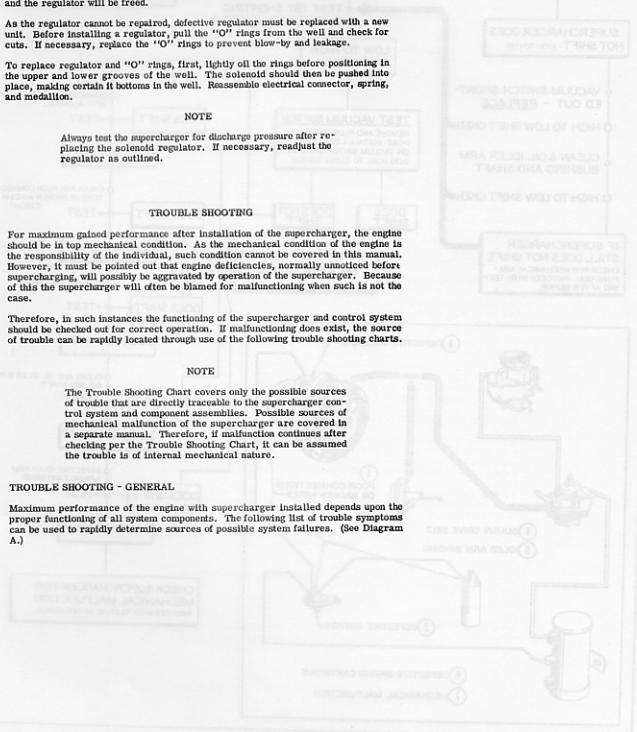 and the regulator will be freed.
As the regulator cannot be repaired, defective regulator must be replaced with a new
unit. Before installing a regulator, pull the "O" rings from the well and check for
cuts. If necessary, replace the "O" rings to prevent blow-by and leakage.
To replace regulator and "O" rings, first, lightly oil the rings before positioning in
the upper and lower grooves of the well. The solenoid should then be pushed into
place, making certain it bottoms in the well. Reassemble electrical connector, spring,
and medallion.
NOTE
Always test the supercharger for discharge pressure after re-
placing the solenoid regulator. If necessary, readjust the
regulator as outlined.
TROUBLE SHOOTING
For maximum gained performance after installation of the supercharger, the engine
should be in top mechanical condition. As the mechanical condition of the engine is
the responsibility of the individual, such condition cannot be covered in this manual.
However, it must be pointed out that engine deficiencies, normally unnoticed before
supercharging, will possibly be aggravated by operation of the supercharger. Because
of this the supercharger will often be blamed for malfunctioning when such is not the
case.
Therefore, in such instances the functioning of the supercharger and control system
should be checked out for correct operation. If malfunctioning does exist, the source
of trouble can be rapidly located through use of the following trouble shooting charts.
NOTE
The Trouble Shooting Chart covers only the possible sources
of trouble that are directly traceable to the supercharger con-
trol system and component assemblies. Possible sources of
mechanical malfunction of the supercharger are covered in
a separate manual. Therefore, if malfunction continues after
checking per the Trouble Shooting Chart, it can be assumed
the trouble is of internal mechanical nature.
TROUBLE SHOOTING - GENERAL
Maximum performance of the engine with supercharger installed depends upon the
proper functioning of all system components. The following list of trouble symptoms
can be used to rapidly determine sources of possible system failures. (See Diagram
A.)